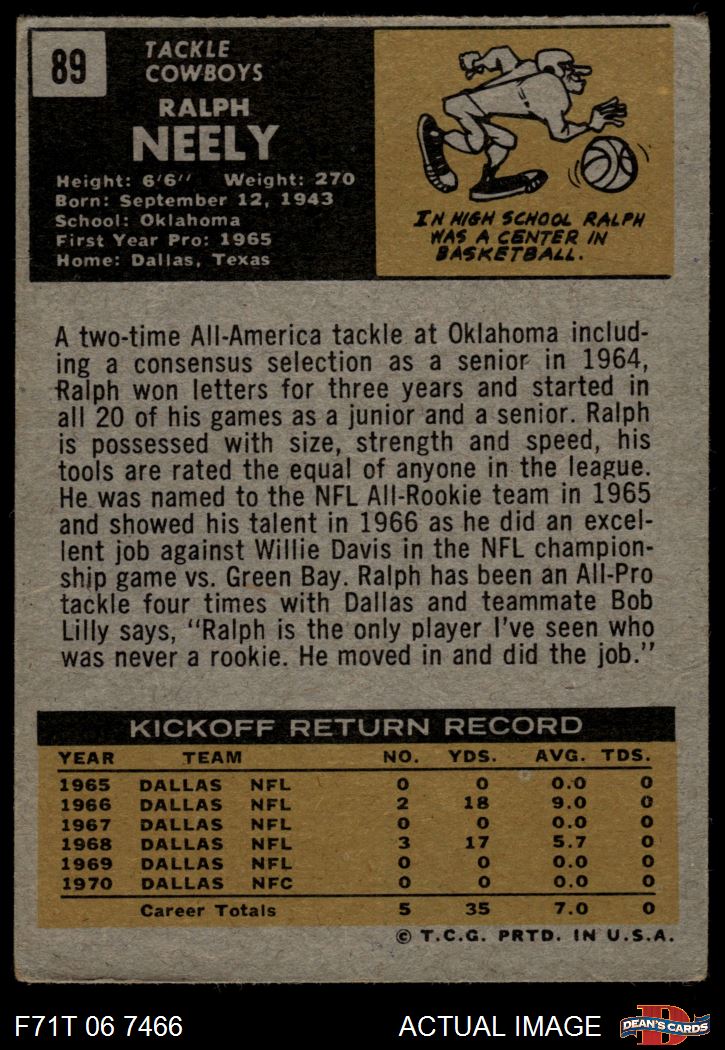 89
TACKLE
COWBOYS
RALPH
NEELY
Height: 6'6" Weight: 270
Born: September 12, 1943
School: Oklahoma
First Year Pro: 1965
Home: Dallas, Texas
IN HIGH SCHOOL RALPH
WAS A CENTER IN
BASKETBALL.
A two-time All-America tackle at Oklahoma includ-
ing a consensus selection as a senior in 1964,
Ralph won letters for three years and started in
all 20 of his games as a junior and a senior. Ralph
is possessed with size, strength and speed, his
tools are rated the equal of anyone in the league.
He was named to the NFL All-Rookie team in 1965
and showed his talent in 1966 as he did an excel-
lent job against Willie Davis in the NFL champion-
ship game vs. Green Bay. Ralph has been an All-Pro
tackle four times with Dallas and teammate Bob
Lilly says, "Ralph is the only player I've seen who
was never a rookie. He moved in and did the job."
KICKOFF RETURN RECORD
YEAR TEAM NO. YDS. AVG. TDS.
1965 DALLAS NFL 0 0 0.0 0
1966 DALLAS NFL 2 18 9.0 0
1967 DALLAS NFL 0 0 0.0 0
1968 DALLAS NFL 3 17 5.7 0
1969 DALLAS NFL 0 0 0.0 0
1970 DALLAS NFC 0 0 0.0 0
Career Totals 5 35 7.0 0
© T.C.G. PRTD. IN U.S.A.
F71T 06 7466 ACTUAL IMAGE
D
DEAN'S CARDS